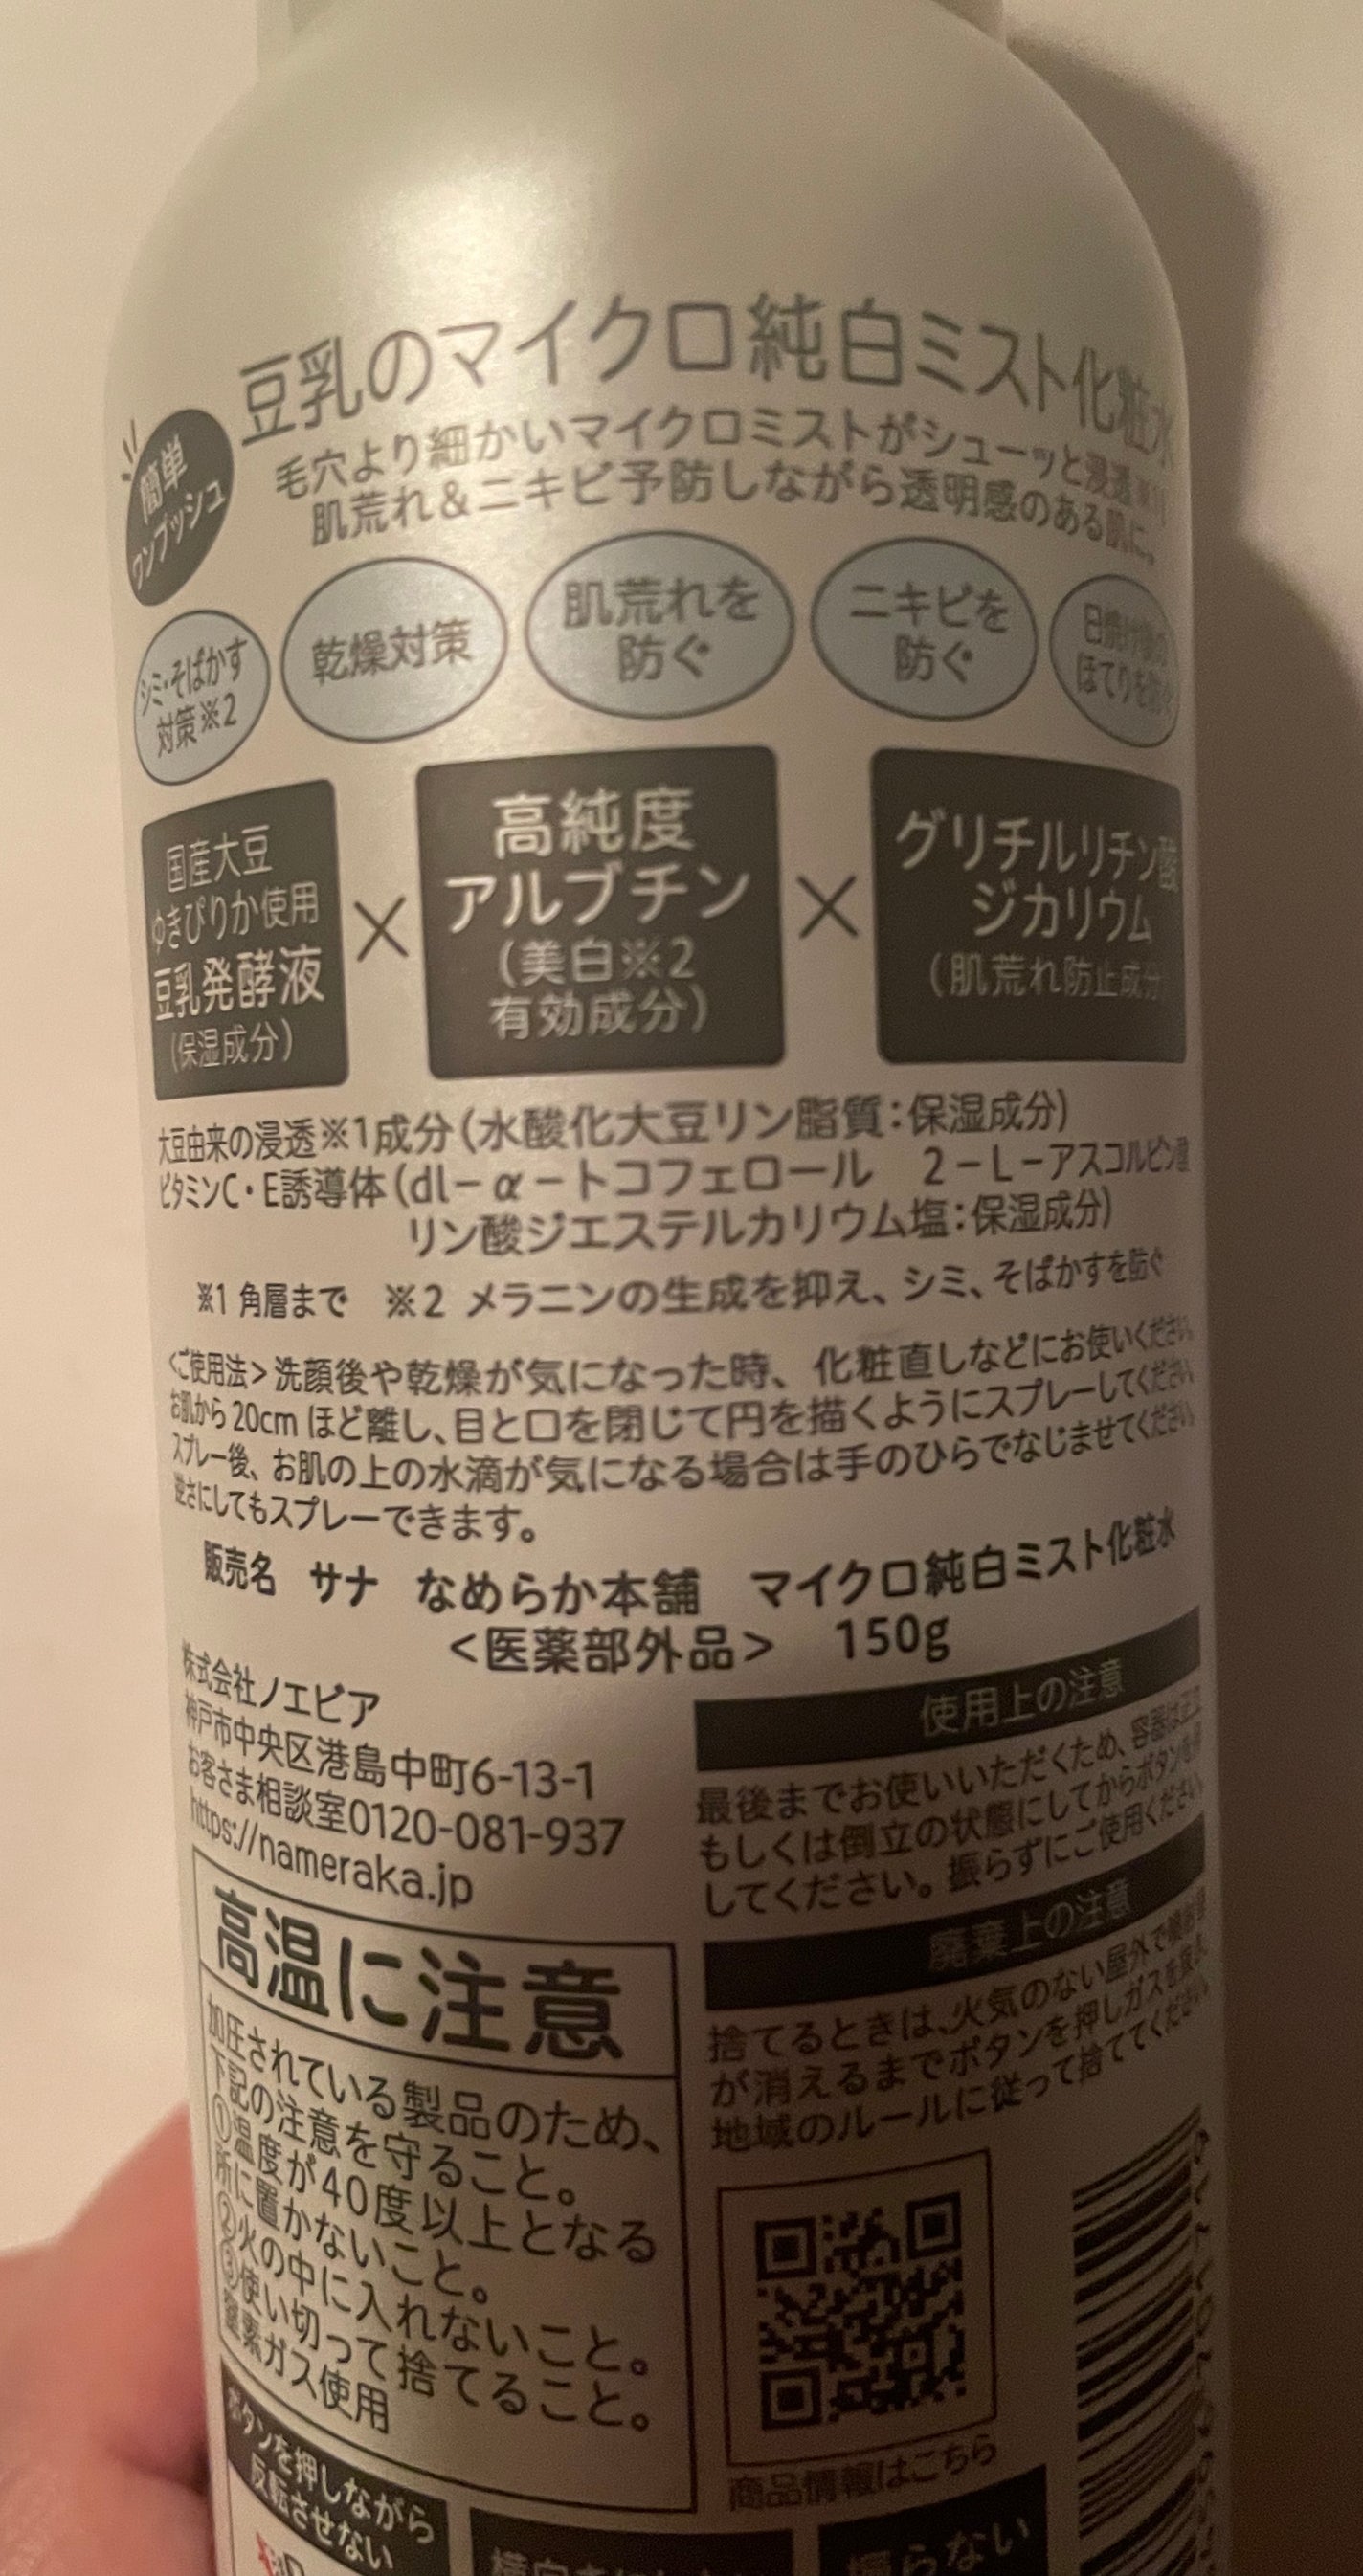 豆乳のマイクロ純白ミスト化粧水
簡単
ワンプッシュ
毛穴より細かいマイクロミストがシューッと浸透※1
肌荒れ&ニキビ予防しながら透明感のある肌に。
シミ・そばかす
対策※2
乾燥対策
肌荒れを
防ぐ
ニキビを
防ぐ
日焼け後の
ほてりを防ぐ
国産大豆
ゆきぴりか使用
豆乳発酵液
(保湿成分)
×
高純度
アルブチン
(美白※2
有効成分)
×
グリチルリチン酸
ジカリウム
(肌荒れ防止成分)
大豆由来の浸透※1成分(水酸化大豆リン脂質:保湿成分)
ビタミンC・E誘導体(dl-α-トコフェロール 2-L-アスコルビン酸
リン酸ジエステルカリウム塩:保湿成分)
※1 角層まで ※2 メラニンの生成を抑え、シミ、そばかすを防ぐ
<ご使用法>洗顔後や乾燥が気になった時、化粧直しなどにお使いください。
お肌から20cmほど離し、目と口を閉じて円を描くようにスプレーしてください。
スプレー後、お肌の上の水滴が気になる場合は手のひらでなじませてください。
逆さにしてもスプレーできます。
販売名 サナ なめらか本舗 マイクロ純白ミスト化粧水
<医薬部外品> 150g
株式会社ノエビア
神戸市中央区港島中町6-13-1
お客さま相談室0120-081-937
https://nameraka.jp
高温に注意
加圧されている製品のため、
下記の注意を守ること。
①温度が40度以上となる
所に置かないこと。
②火の中に入れないこと。
③使い切って捨てること。
窒素ガス使用
ボタンを押しながら
反転させない
使用上の注意
最後までお使いいただくため、容器は正立
もしくは倒立の状態にしてからボタンを
してください。振らずにご使用ください。
廃棄上の注意
捨てるときは、火気のない屋外で
が消えるまでボタンを押しガスを抜き、
地域のルールに従って捨ててください。
商品情報はこちら
振らない